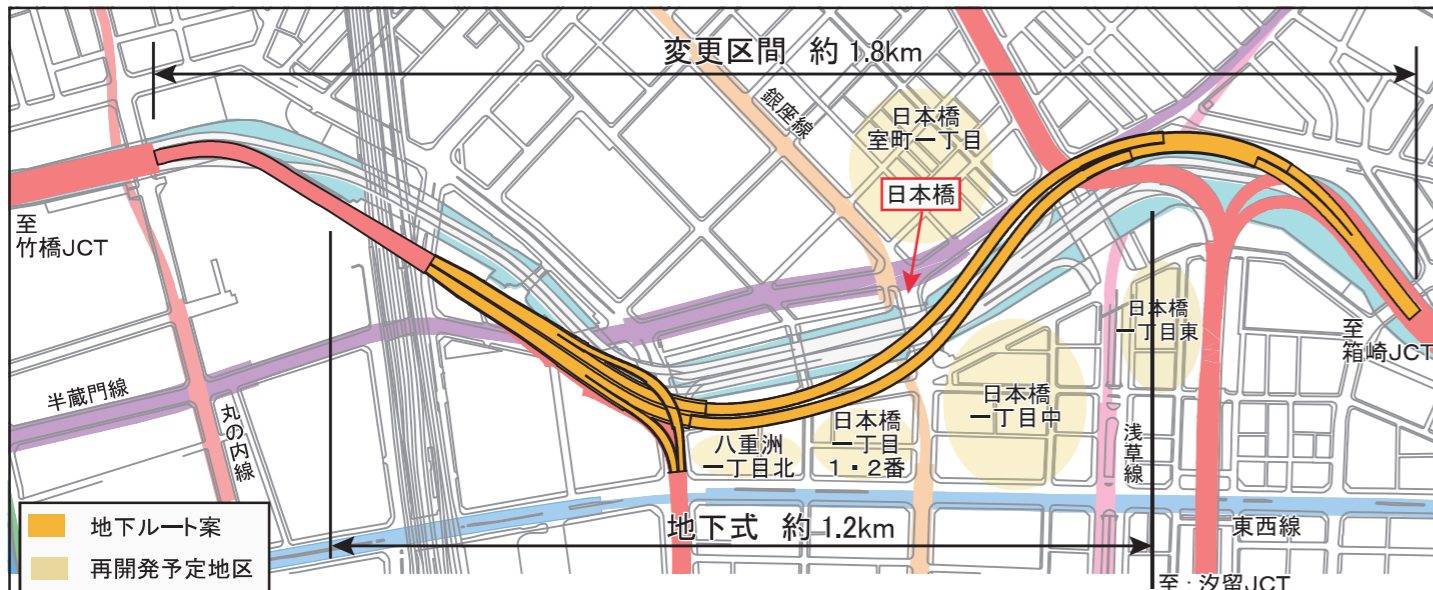 変更区間 約1.8km
銀座線
日本橋
室町一丁目
日本橋
至
竹橋JCT
日本橋
一丁目東
至
箱崎JCT
半蔵門線
丸の内線
日本橋
一丁目中
八重洲
一丁目北
日本橋
一丁目
1・2番
浅草線
地下式 約1.2km
東西線
地下ルート案
再開発予定地区
至:汐留JCT